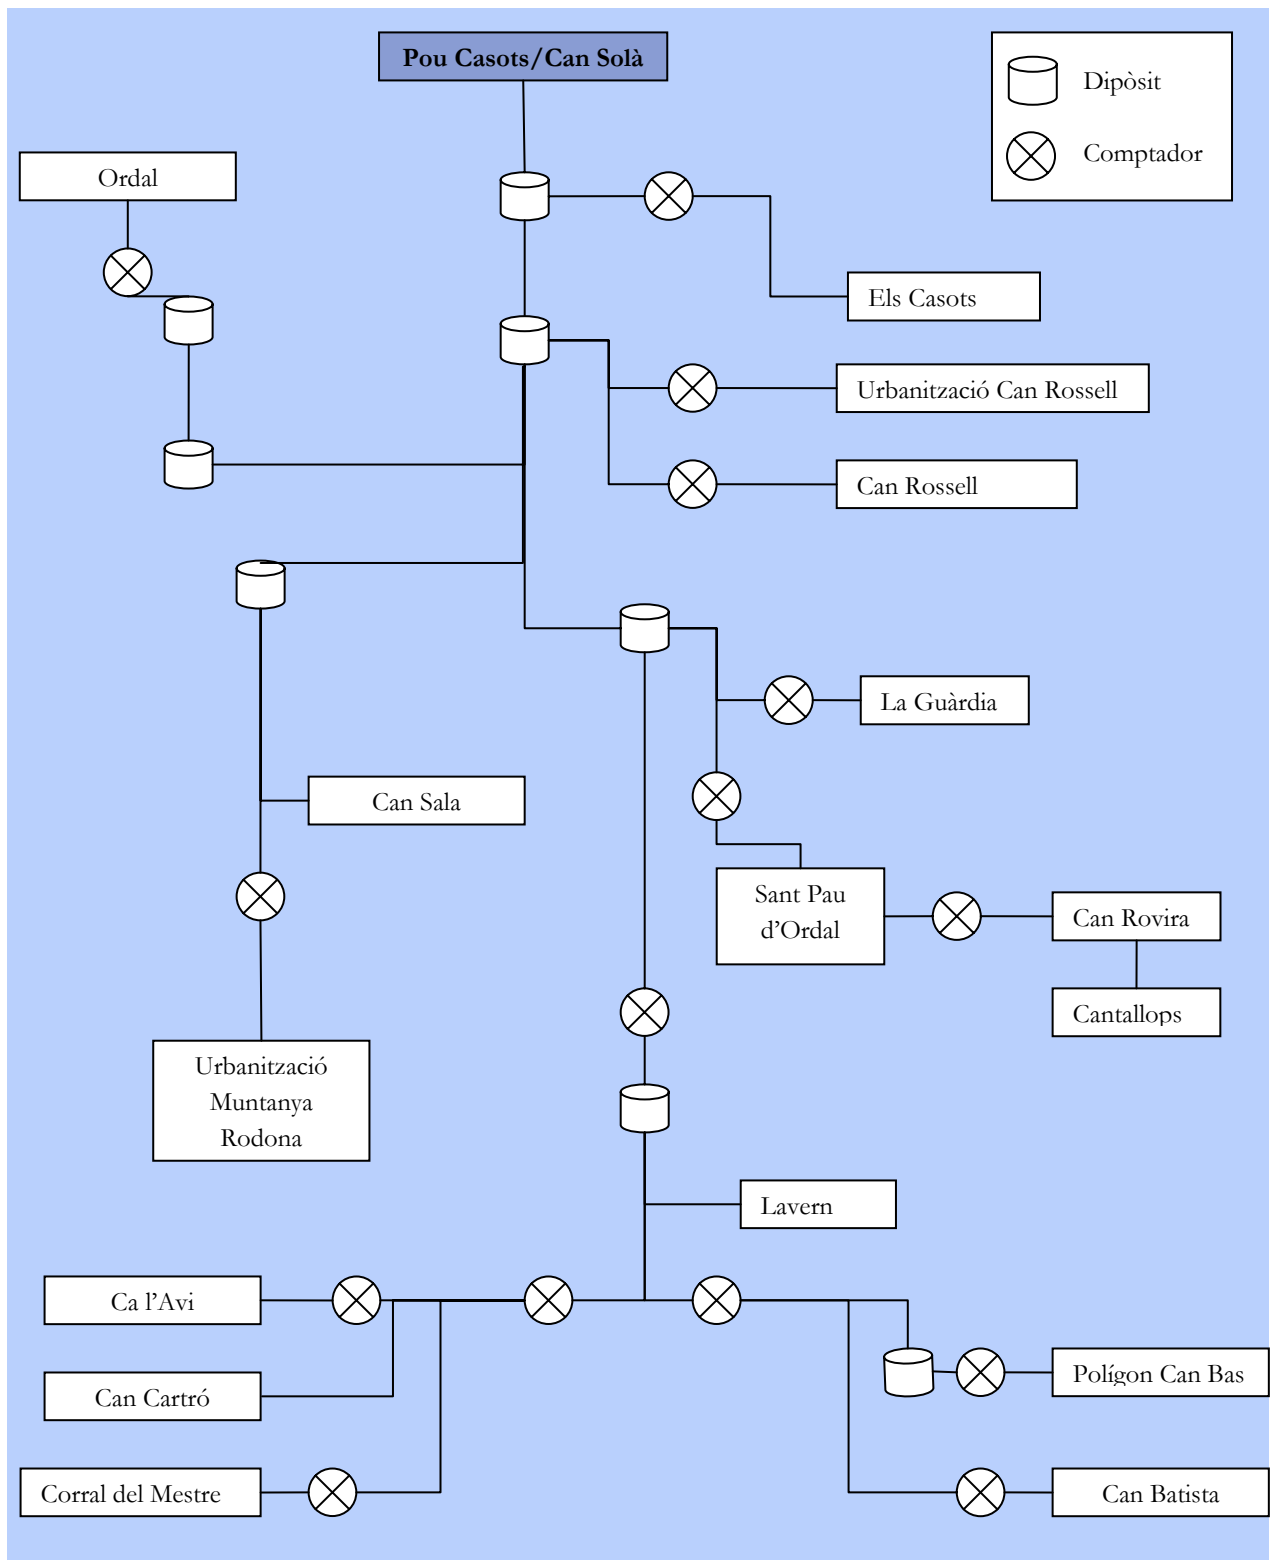 Pou Casots/Can Solà
Dipòsit
Comptador
Ordal
Els Casots
Urbanització Can Rossell
Can Rossell
La Guàrdia
Can Sala
Sant Pau
d’Ordal
Can Rovira
Cantallops
Urbanització
Muntanya
Rodona
Lavern
Ca l’Avi
Polígon Can Bas
Can Cartró
Corral del Mestre
Can Batista